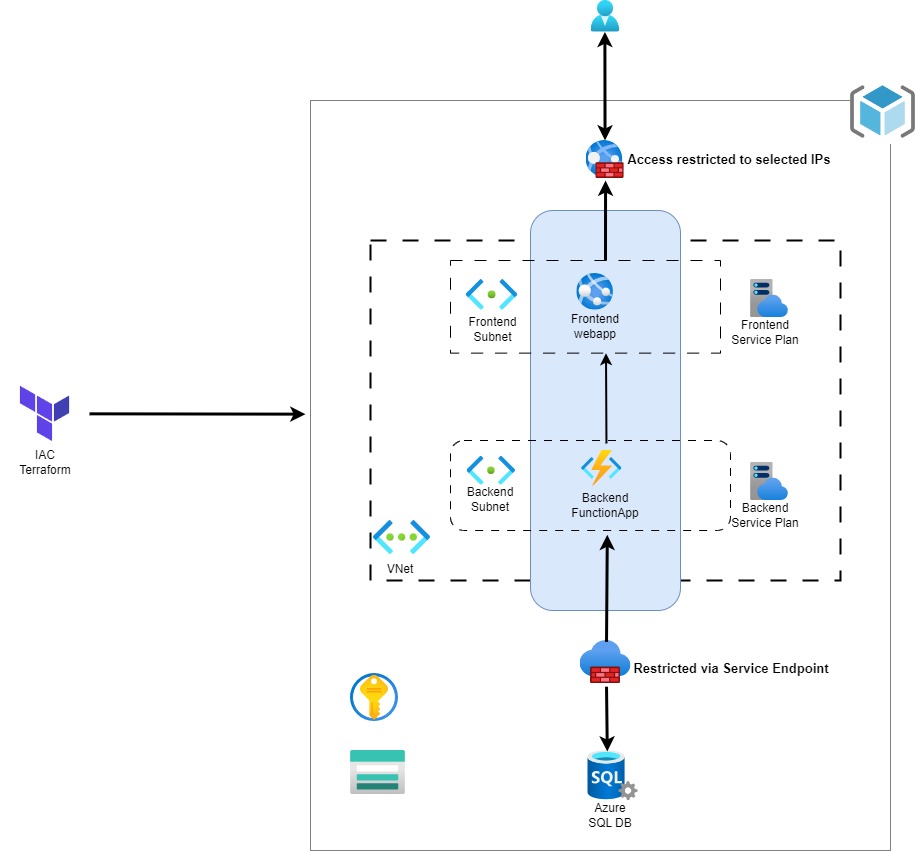 Access restricted to selected IPs
Frontend
Subnet
Frontend
webapp
Frontend
Service Plan
IAC
Terraform
Backend
Subnet
Backend
FunctionApp
Backend
Service Plan
VNet
Restricted via Service Endpoint
SQL
Azure
SQL DB